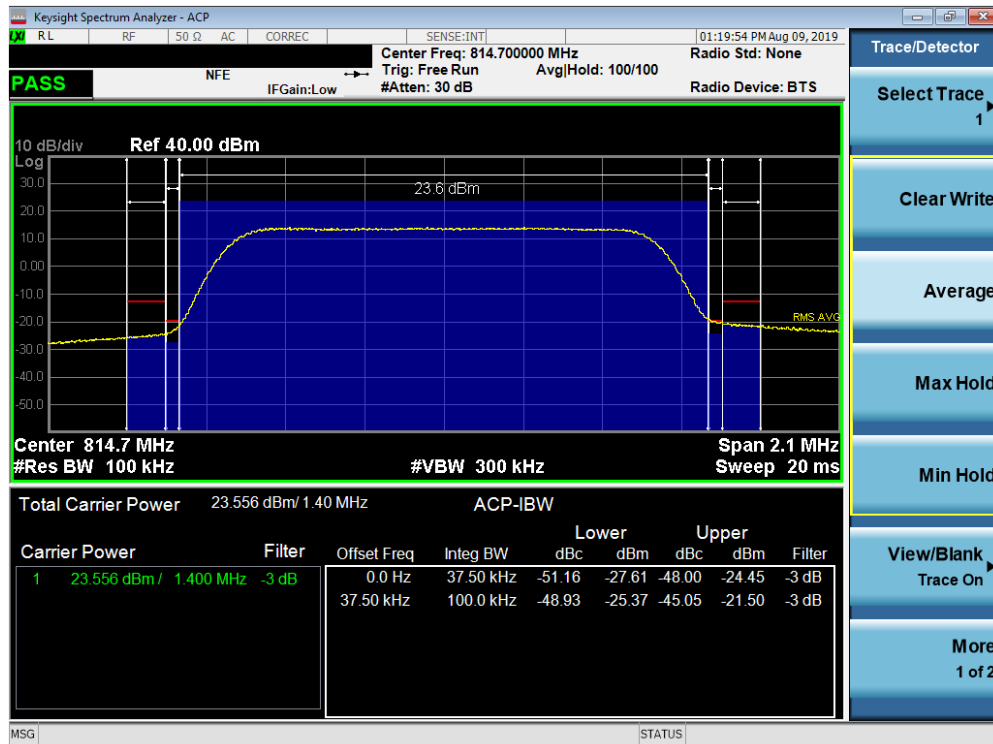 Keysight Spectrum Analyzer - ACP
LXI RL RF 50 Ω AC CORREC SENSE:INT 01:19:54 PM Aug 09, 2019
Center Freq: 814.700000 MHz Radio Std: None
PASS NFE Trig: Free Run Avg|Hold: 100/100
IFGain:Low #Atten: 30 dB Radio Device: BTS
10 dB/div Ref 40.00 dBm
Log
30.0
23.6 dBm
20.0
10.0
0.00
-10.0
-20.0
RMS AVG
-30.0
-40.0
-50.0
Center 814.7 MHz Span 2.1 MHz
#Res BW 100 kHz #VBW 300 kHz Sweep 20 ms
Total Carrier Power 23.556 dBm/ 1.40 MHz ACP-IBW
Lower Upper
Carrier Power Filter Offset Freq Integ BW dBc dBm dBc dBm Filter
1 23.556 dBm / 1.400 MHz -3 dB 0.0 Hz 37.50 kHz -51.16 -27.61 -48.00 -24.45 -3 dB
37.50 kHz 100.0 kHz -48.93 -25.37 -45.05 -21.50 -3 dB
MSG STATUS
Trace/Detector
Select Trace
1
Clear Write
Average
Max Hold
Min Hold
View/Blank
Trace On
More
1 of 2